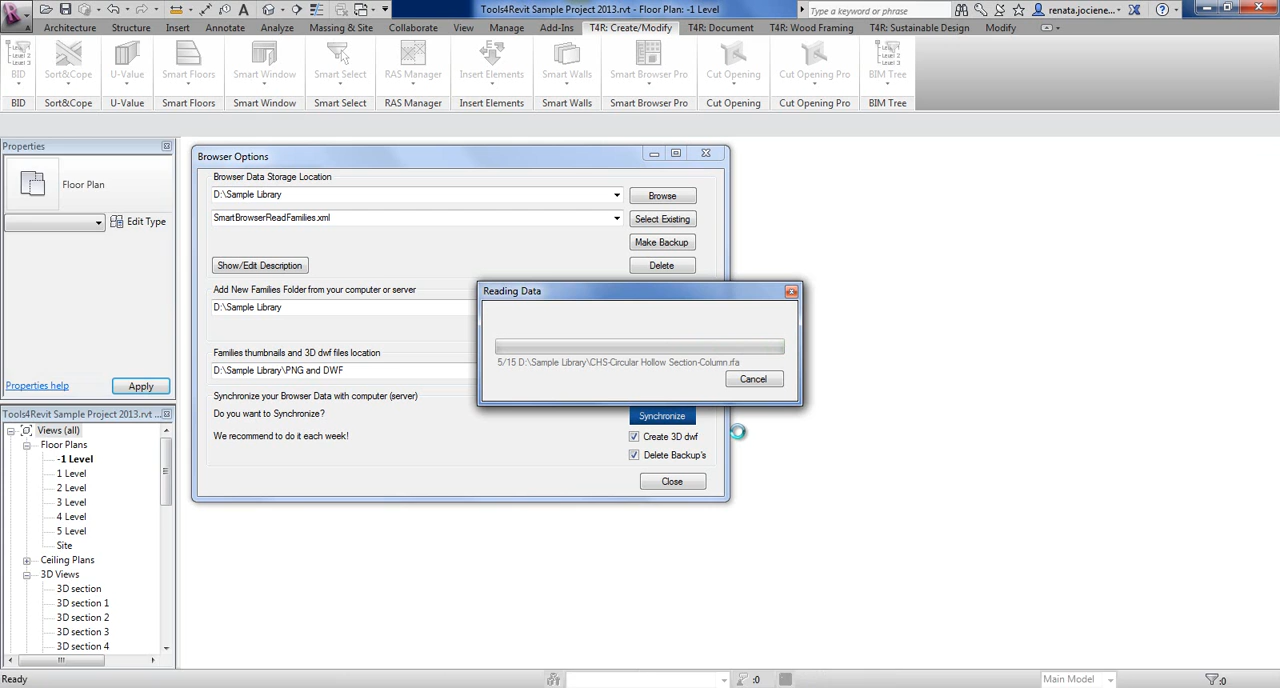 Tools4Revit Sample Project 2013.rvt - Floor Plan: -1 Level
Type a keyword or phrase
renata.jociene...
Architecture Structure Insert Annotate Analyze Massing & Site Collaborate View Manage Add-Ins T4R: Create/Modify T4R: Document T4R: Wood Framing T4R: Sustainable Design Modify
BID Sort&Cope U-Value Smart Floors Smart Window Smart Select RAS Manager Insert Elements Smart Walls Smart Browser Pro Cut Opening Cut Opening Pro BIM Tree
BID Sort&Cope U-Value Smart Floors Smart Window Smart Select RAS Manager Insert Elements Smart Walls Smart Browser Pro Cut Opening Cut Opening Pro BIM Tree
Properties
Floor Plan
Edit Type
Properties help
Apply
Tools4Revit Sample Project 2013.rvt ...
Views (all)
Floor Plans
-1 Level
1 Level
2 Level
3 Level
4 Level
5 Level
Site
Ceiling Plans
3D Views
3D section
3D section 1
3D section 2
3D section 3
3D section 4
Browser Options
Browser Data Storage Location
D:\Sample Library
Browse
SmartBrowserReadFamilies.xml
Select Existing
Make Backup
Show/Edit Description
Delete
Add New Families Folder from your computer or server
D:\Sample Library
Families thumbnails and 3D dwf files location
D:\Sample Library\PNG and DWF
Synchronize your Browser Data with computer (server)
Do you want to Synchronize?
Synchronize
We recommend to do it each week!
Create 3D dwf
Delete Backup's
Close
Reading Data
5/15 D:\Sample Library\CHS-Circular Hollow Section-Column.rfa
Cancel
Ready
:0
Main Model
:0